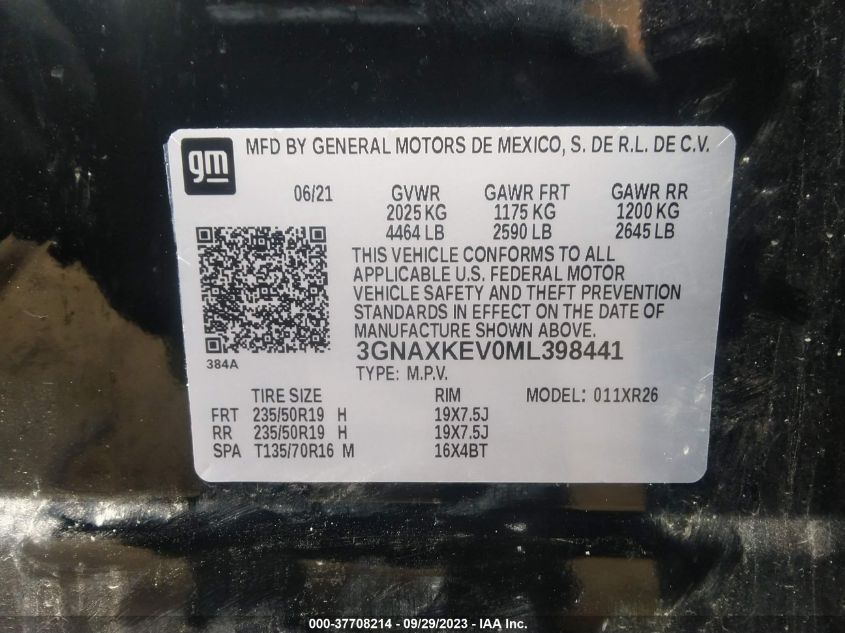 gm
MFD BY GENERAL MOTORS DE MEXICO, S. DE R.L. DE C.V.
06/21 GVWR GAWR FRT GAWR RR
2025 KG 1175 KG 1200 KG
4464 LB 2590 LB 2645 LB
THIS VEHICLE CONFORMS TO ALL
APPLICABLE U.S. FEDERAL MOTOR
VEHICLE SAFETY AND THEFT PREVENTION
STANDARDS IN EFFECT ON THE DATE OF
MANUFACTURE SHOWN ABOVE.
384A
3GNAXKEV0ML398441
TYPE: M.P.V.
TIRE SIZE RIM MODEL: 011XR26
FRT 235/50R19 H 19X7.5J
RR 235/50R19 H 19X7.5J
SPA T135/70R16 M 16X4BT
000-37708214 - 09/29/2023 - IAA Inc.